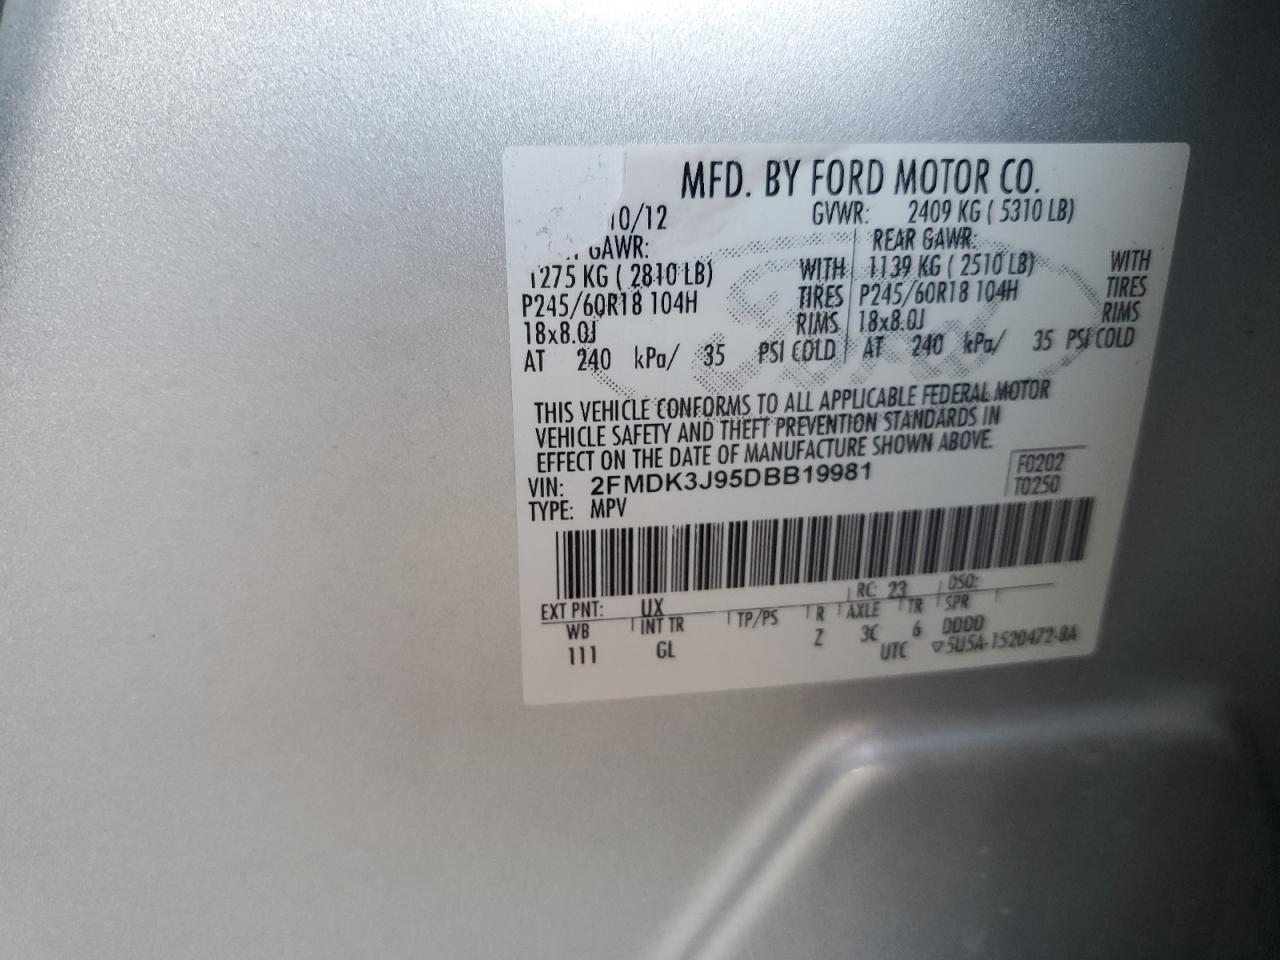 MFD. BY FORD MOTOR CO.
10/12 GVWR: 2409 KG ( 5310 LB)
GAWR: REAR GAWR:
1275 KG ( 2810 LB) WITH 1139 KG ( 2510 LB) WITH
P245/60R18 104H TIRES P245/60R18 104H TIRES
18x8.0J RIMS 18x8.0J RIMS
AT 240 kPa/ 35 PSI COLD AT 240 kPa/ 35 PSI COLD
THIS VEHICLE CONFORMS TO ALL APPLICABLE FEDERAL MOTOR
VEHICLE SAFETY AND THEFT PREVENTION STANDARDS IN
EFFECT ON THE DATE OF MANUFACTURE SHOWN ABOVE.
VIN: 2FMDK3J95DBB19981 F0202
TYPE: MPV T0250
EXT PNT: UX RC: 23 DSO:
WB INT TR TP/PS R AXLE TR SPR
111 GL Z 3C 6 DDDD
UTC ▽5U5A-1520472-BA